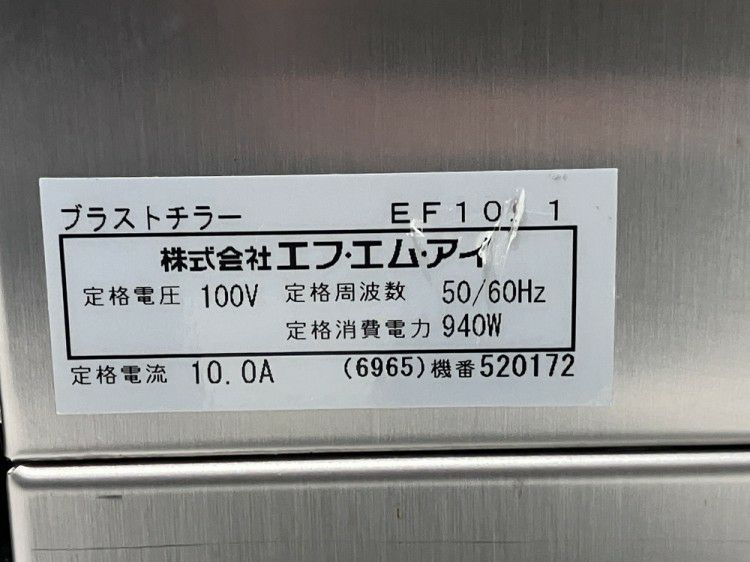 ブラストチラー
株式会社エフ・エム・アイ
定格電圧 100V 定格周波数 50/60Hz
定格消費電力 940W
定格電流 10.0A (6965)機番520172